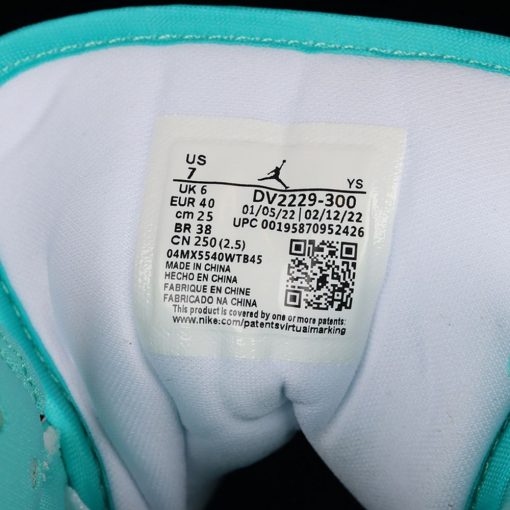 US
7 YS
UK 6
EUR 40
cm 25
BR 38
CN 250 (2.5)
DV2229-300
01/05/22 | 02/12/22
UPC 00195870952426
04MX5540WTB45
MADE IN CHINA
HECHO EN CHINA
FABRIQUE EN CHINE
FABRICADO NA CHINA
This product is covered by one or more patents:
www.nike.com/patentsvirtualmarking